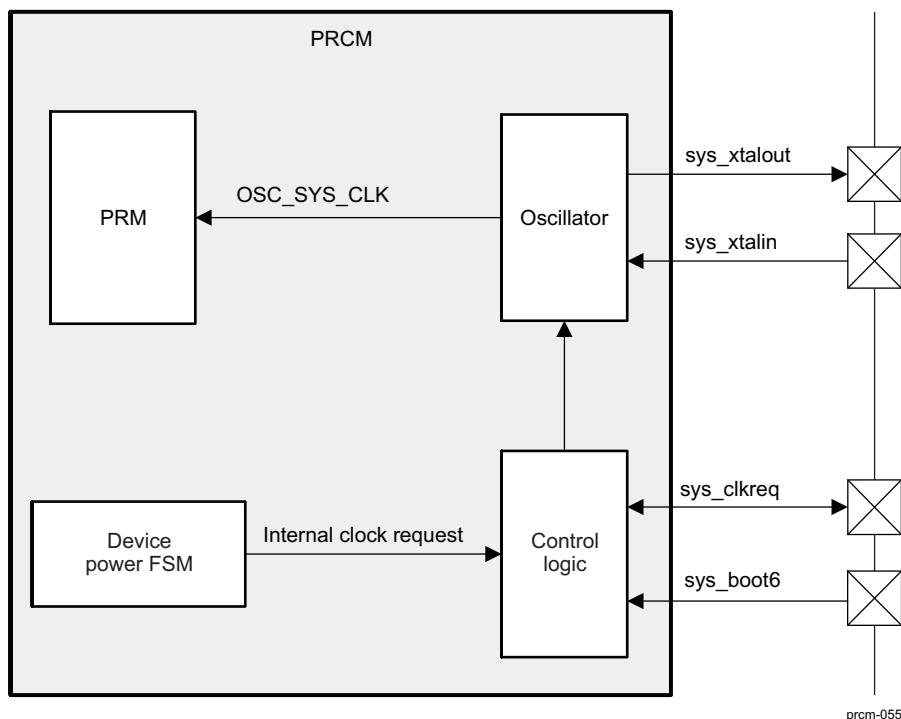 PRCM
sys_xtalout
OSC_SYS_CLK
PRM
Oscillator
sys_xtalin
sys_clkreq
Device
power FSM
Internal clock request
Control
logic
sys_boot6
prcm-055